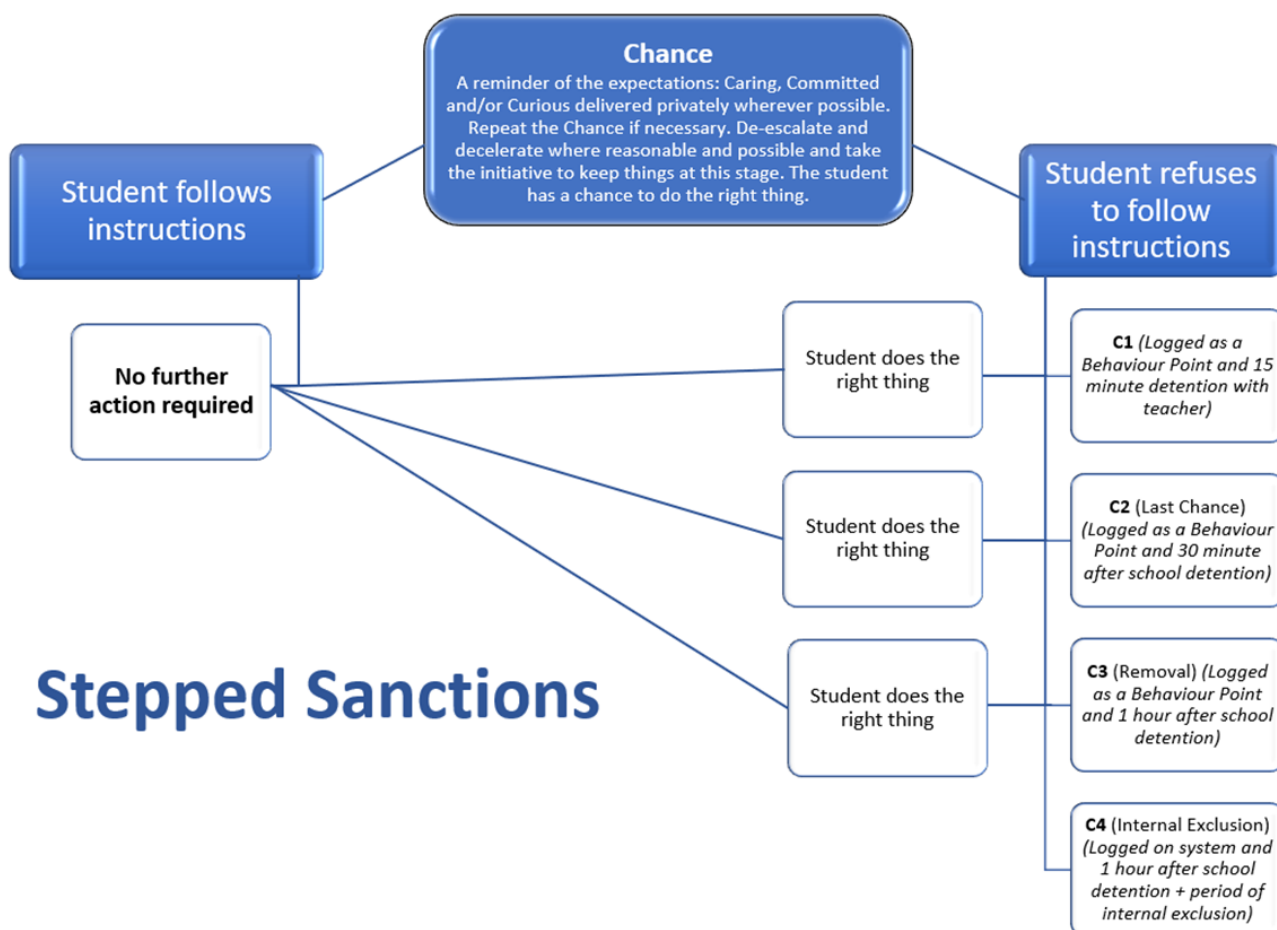 Chance
A reminder of the expectations: Caring, Committed
and/or Curious delivered privately wherever possible.
Repeat the Chance if necessary. De-escalate and
decelerate where reasonable and possible and take
the initiative to keep things at this stage. The student
has a chance to do the right thing.
Student follows
instructions
Student refuses
to follow
instructions
No further
action required
Student does the
right thing
C1 (Logged as a
Behaviour Point and 15
minute detention with
teacher)
Student does the
right thing
C2 (Last Chance)
(Logged as a Behaviour
Point and 30 minute
after school detention)
Student does the
right thing
C3 (Removal) (Logged
as a Behaviour Point
and 1 hour after school
detention)
C4 (Internal Exclusion)
(Logged on system and
1 hour after school
detention + period of
internal exclusion)
Stepped Sanctions